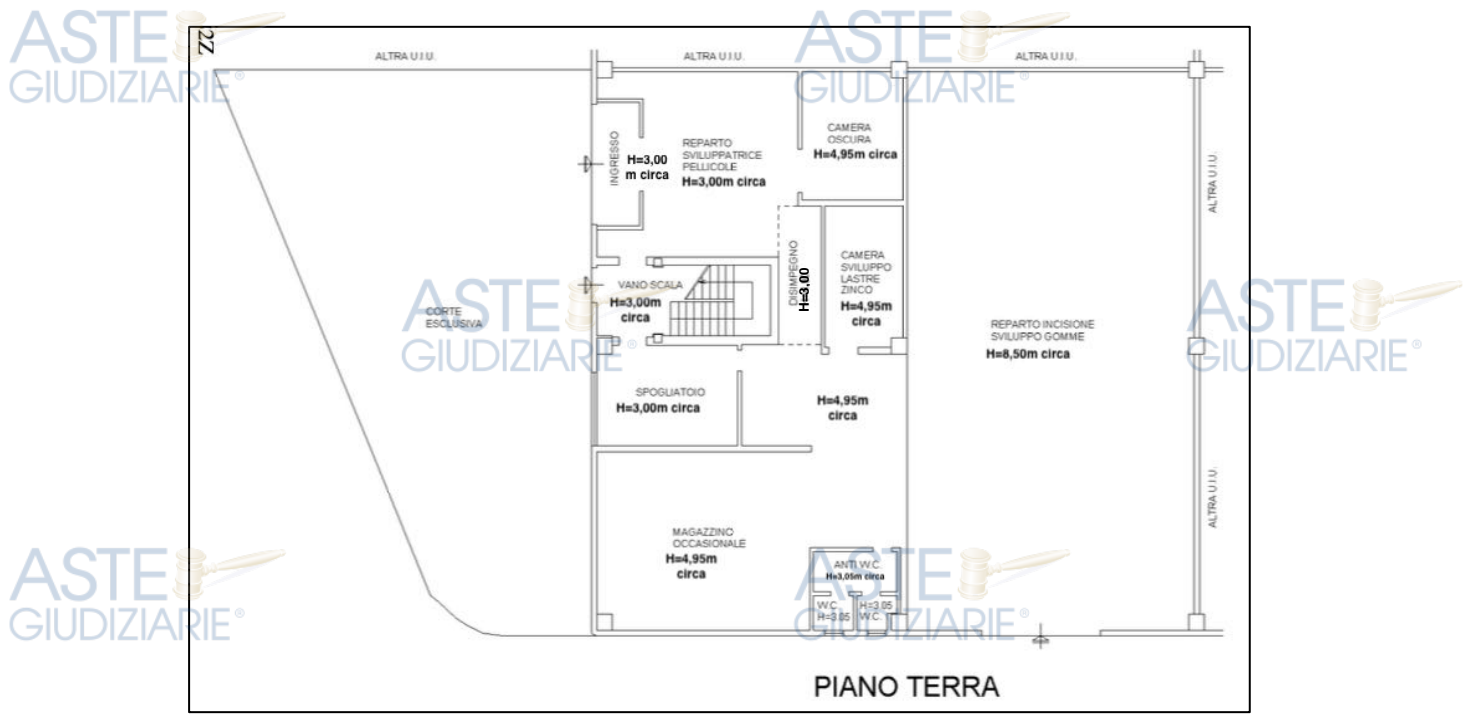 ASTE
GIUDIZIARIE®
ASTE
GIUDIZIARIE®
2Z
ALTRA U.I.U.
ALTRA U.I.U.
ALTRA U.I.U.
INGRESSO
H=3,00
m circa
REPARTO
SVILUPPATRICE
PELLICOLE
H=3,00m circa
CAMERA
OSCURA
H=4,95m circa
ALTRA U.I.U.
DISIMPEGNO
H=3,00
CAMERA
SVILUPPO
LASTRE
ZINCO
H=4,95m
circa
VANO SCALA
H=3,00m
circa
ASTE
GIUDIZIARIE®
ASTE
GIUDIZIARIE®
CORTE
ESCLUSIVA
REPARTO INCISIONE
SVILUPPO GOMME
H=8,50m circa
SPOGLIATOIO
H=3,00m circa
H=4,95m
circa
ALTRA U.I.U.
MAGAZZINO
OCCASIONALE
H=4,95m
circa
ASTE
GIUDIZIARIE®
ASTE
GIUDIZIARIE®
ANTI W.C.
H=3,05m circa
W.C.
H=3,05
H=3,05
W.C.
PIANO TERRA